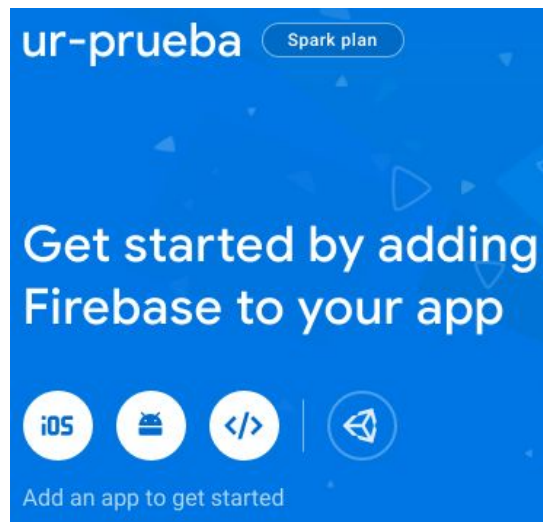 ur-prueba Spark plan
Get started by adding
Firebase to your app
iOS </>
Add an app to get started